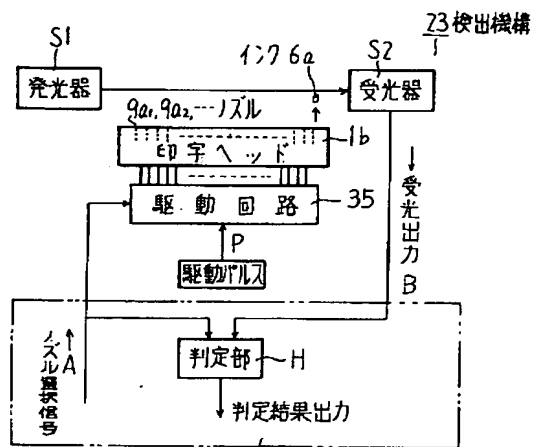 S1
インク 6a
S2
23 検出機構
発光器
受光器
9a1, 9a2, ---ノズル
印字ヘッド
1b
駆動回路
35
受光出力
B
P
駆動パルス
ノズル選択信号
A
判定部
H
判定結果出力